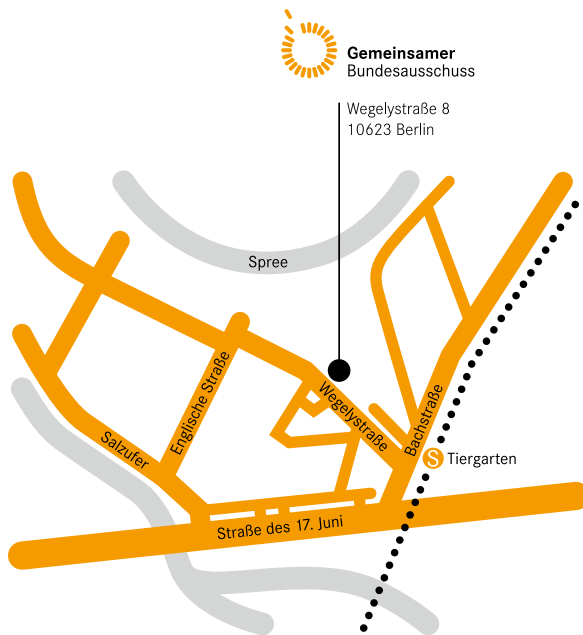 Gemeinsamer
Bundesausschuss
Wegelystraße 8
10623 Berlin
Spree
Englische Straße
Wegelystraße
Bachstraße
Salzufer
S Tiergarten
Straße des 17. Juni